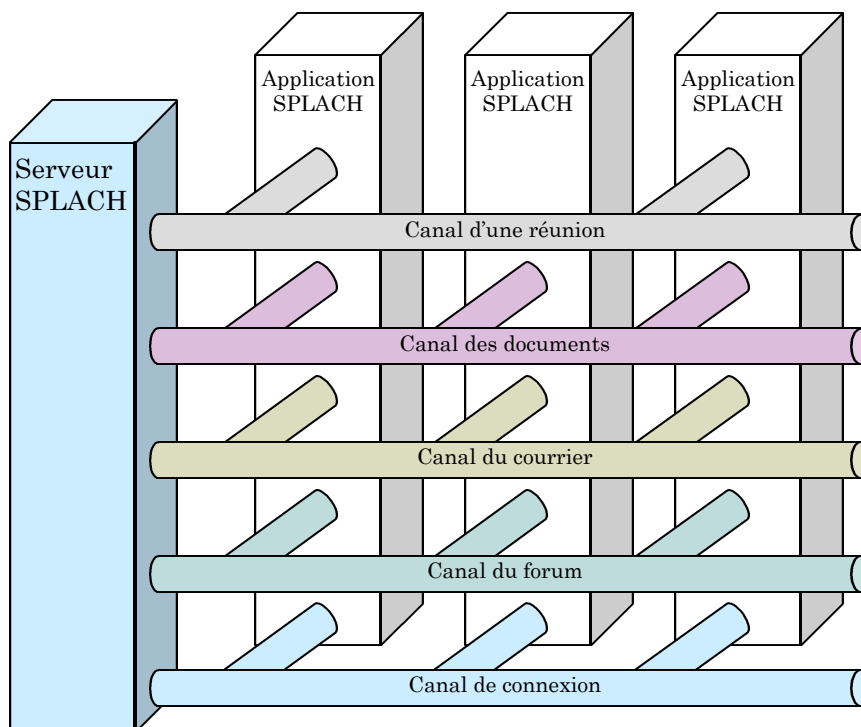 Application
SPLACH
Application
SPLACH
Application
SPLACH
Serveur
SPLACH
Canal d'une réunion
Canal des documents
Canal du courrier
Canal du forum
Canal de connexion